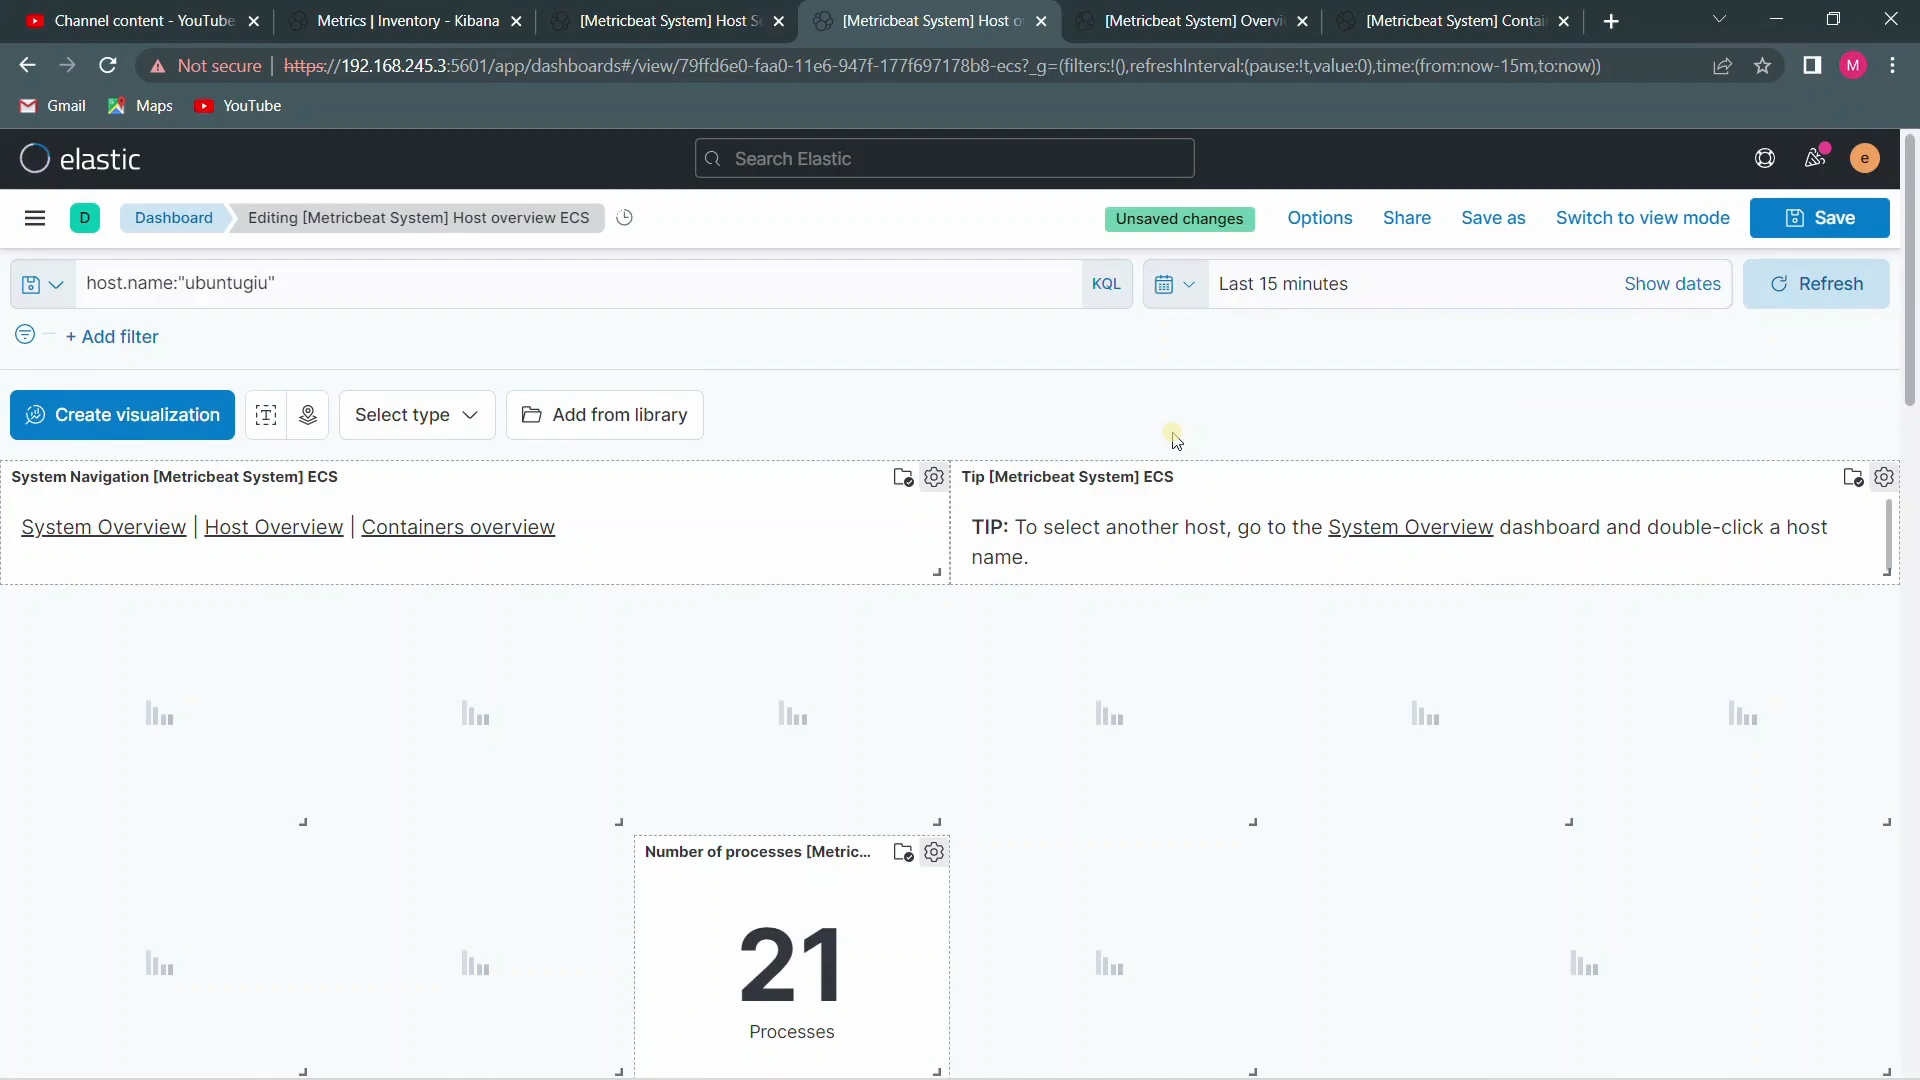 Channel content - YouTube
Metrics | Inventory - Kibana
[Metricbeat System] Host S
[Metricbeat System] Host o
[Metricbeat System] Overvi
[Metricbeat System] Contai
Not secure | https://192.168.245.3:5601/app/dashboards#/view/79ffd6e0-faa0-11e6-947f-177f697178b8-ecs?_g=(filters:!(),refreshInterval:(pause:!t,value:0),time:(from:now-15m,to:now))
M
Gmail
Maps
YouTube
elastic
Search Elastic
e
D
Dashboard
Editing [Metricbeat System] Host overview ECS
Unsaved changes
Options
Share
Save as
Switch to view mode
Save
host.name:"ubuntugiu"
KQL
Last 15 minutes
Show dates
Refresh
+ Add filter
Create visualization
Select type
Add from library
System Navigation [Metricbeat System] ECS
System Overview | Host Overview | Containers overview
Tip [Metricbeat System] ECS
TIP: To select another host, go to the System Overview dashboard and double-click a host
name.
Number of processes [Metric...
21
Processes